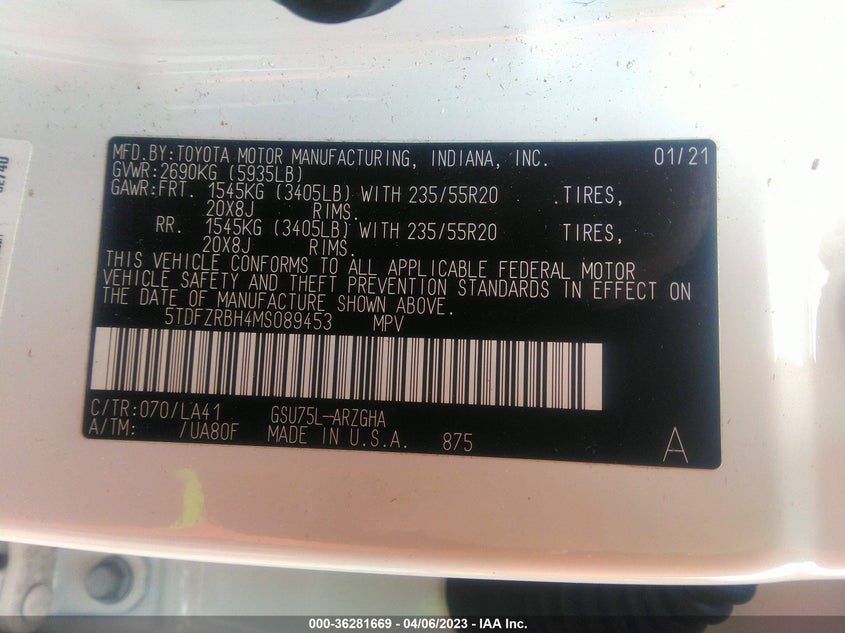 MFD.BY:TOYOTA MOTOR MANUFACTURING, INDIANA, INC. 01/21
GVWR:2690KG (5935LB)
GAWR:FRT. 1545KG (3405LB) WITH 235/55R20 TIRES,
20X8J RIMS.
RR. 1545KG (3405LB) WITH 235/55R20 TIRES,
20X8J RIMS.
THIS VEHICLE CONFORMS TO ALL APPLICABLE FEDERAL MOTOR
VEHICLE SAFETY AND THEFT PREVENTION STANDARDS IN EFFECT ON
THE DATE OF MANUFACTURE SHOWN ABOVE.
5TDFZRBH4MS089453 MPV
C/TR:070/LA41 GSU75L-ARZGHA
A/TM: /UA80F MADE IN U.S.A. 875
A
000-36281669 - 04/06/2023 - IAA Inc.